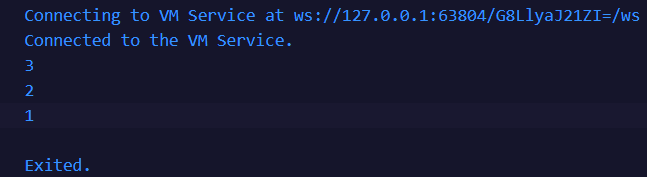 Connecting to VM Service at ws://127.0.0.1:63804/G8LlyaJ21ZI=/ws
Connected to the VM Service.
3
2
1
Exited.